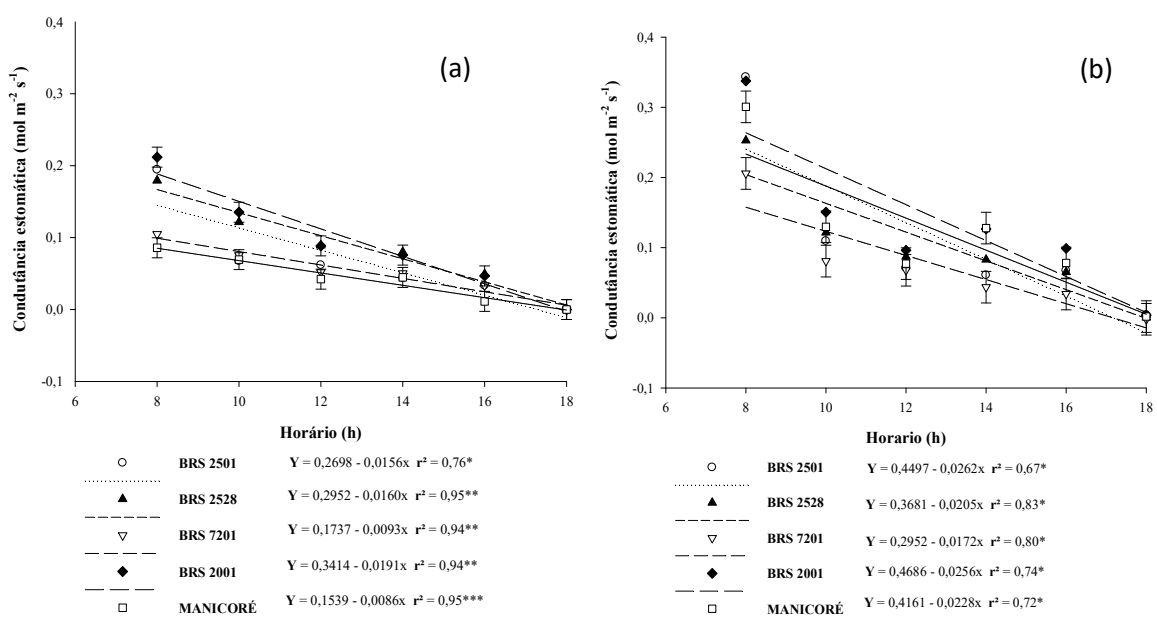 (a)
Condutância estomática (mol m⁻² s⁻¹)
0,4
0,3
0,2
0,1
0,0
-0,1
6 8 10 12 14 16 18
Horário (h)
BRS 2501 Y = 0,2698 - 0,0156x r² = 0,76*
BRS 2528 Y = 0,2952 - 0,0160x r² = 0,95**
BRS 7201 Y = 0,1737 - 0,0093x r² = 0,94**
BRS 2001 Y = 0,3414 - 0,0191x r² = 0,94**
MANICORÉ Y = 0,1539 - 0,0086x r² = 0,95***
(b)
Condutância estomática (mol m⁻² s⁻¹)
0,4
0,3
0,2
0,1
0,0
-0,1
6 8 10 12 14 16 18
Horario (h)
BRS 2501 Y = 0,4497 - 0,0262x r² = 0,67*
BRS 2528 Y = 0,3681 - 0,0205x r² = 0,83*
BRS 7201 Y = 0,2952 - 0,0172x r² = 0,80*
BRS 2001 Y = 0,4686 - 0,0256x r² = 0,74*
MANICORÉ Y = 0,4161 - 0,0228x r² = 0,72*